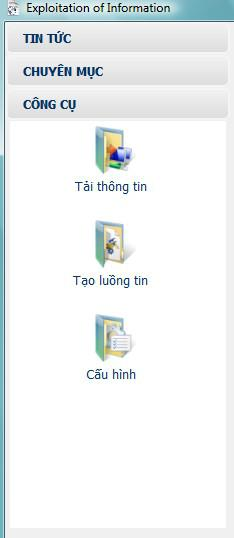 Exploitation of Information
TIN TỨC
CHUYÊN MỤC
CÔNG CỤ
Tải thông tin
Tạo luồng tin
Cấu hình